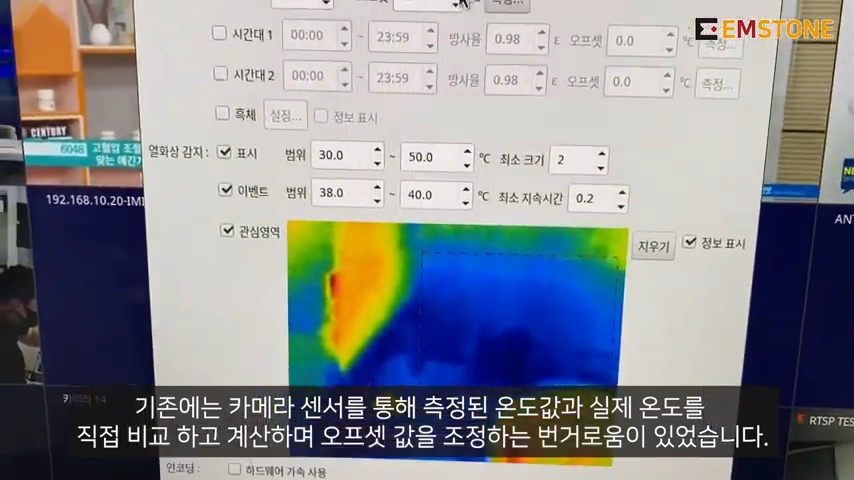 EMSTONE
시간대 1 00:00 ~ 23:59 방사율 0.98 ε 오프셋 0.0 ℃ 측정...
시간대 2 00:00 ~ 23:59 방사율 0.98 ε 오프셋 0.0 ℃ 측정...
흑체 설정... 정보 표시
CENTURY
6048 고혈압 조절
열화상 감지 : 표시 범위 30.0 ~ 50.0 ℃ 최소 크기 2
이벤트 범위 38.0 ~ 40.0 ℃ 최소 지속시간 0.2
192.168.10.20-IMI
관심영역 지우기 정보 표시
카메라 14
기존에는 카메라 센서를 통해 측정된 온도값과 실제 온도를
직접 비교 하고 계산하며 오프셋 값을 조정하는 번거로움이 있었습니다.
RTSP TES
인코딩 : 하드웨어 가속 사용